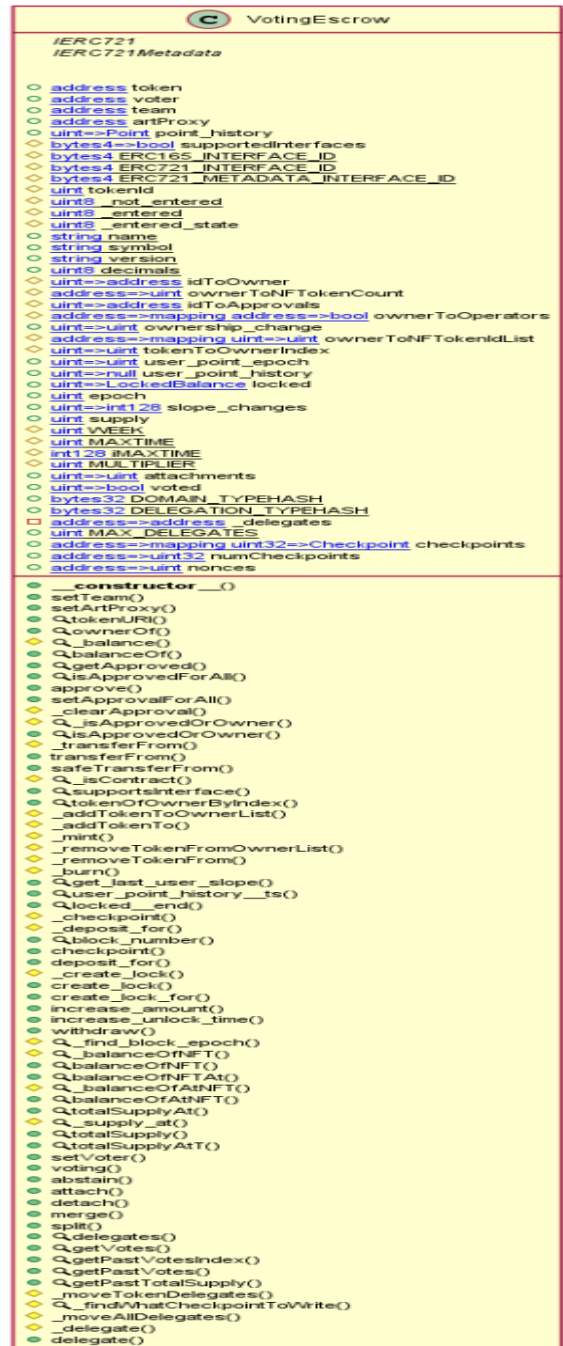 C VotingEscrow
IERC721
IERC721Metadata
address token
address voter
address team
address artProxy
uint=>Point point_history
bytes4=>bool supportedInterfaces
bytes4 ERC165_INTERFACE_ID
bytes4 ERC721_INTERFACE_ID
bytes4 ERC721_METADATA_INTERFACE_ID
uint tokenId
uint8 _not_entered
uint8 _entered
uint8 _entered_state
string name
string symbol
string version
uint8 decimals
uint=>address idToOwner
address=>uint ownerToNFTokenCount
uint=>address idToApprovals
address=>mapping address=>bool ownerToOperators
uint=>uint ownership_change
address=>mapping uint=>uint ownerToNFTokenIdList
uint=>uint tokenToOwnerIndex
uint=>uint user_point_epoch
uint=>null user_point_history
uint=>LockedBalance locked
uint epoch
uint=>int128 slope_changes
uint supply
uint WEEK
uint MAXTIME
int128 iMAXTIME
uint MULTIPLIER
uint=>uint attachments
uint=>bool voted
bytes32 DOMAIN_TYPEHASH
bytes32 DELEGATION_TYPEHASH
address=>address _delegates
uint MAX_DELEGATES
address=>mapping uint32=>Checkpoint checkpoints
address=>uint32 numCheckpoints
address=>uint nonces
__constructor__()
setTeam()
setArtProxy()
tokenURI()
ownerOf()
_balance()
balanceOf()
getApproved()
isApprovedForAll()
approve()
setApprovalForAll()
_clearApproval()
_isApprovedOrOwner()
isApprovedOrOwner()
_transferFrom()
transferFrom()
safeTransferFrom()
_isContract()
supportsInterface()
tokenOfOwnerByIndex()
_addTokenToOwnerList()
_addTokenTo()
_mint()
_removeTokenFromOwnerList()
_removeTokenFrom()
_burn()
get_last_user_slope()
user_point_history__ts()
locked__end()
_checkpoint()
_deposit_for()
block_number()
checkpoint()
deposit_for()
_create_lock()
create_lock()
create_lock_for()
increase_amount()
increase_unlock_time()
withdraw()
_find_block_epoch()
_balanceOfNFT()
balanceOfNFT()
balanceOfNFTAt()
_balanceOfAtNFT()
balanceOfAtNFT()
totalSupplyAt()
_supply_at()
totalSupply()
totalSupplyAtT()
setVoter()
voting()
abstain()
attach()
detach()
merge()
split()
delegates()
getVotes()
getPastVotesIndex()
getPastVotes()
getPastTotalSupply()
_moveTokenDelegates()
_findWhatCheckpointToWrite()
_moveAllDelegates()
_delegate()
delegate()